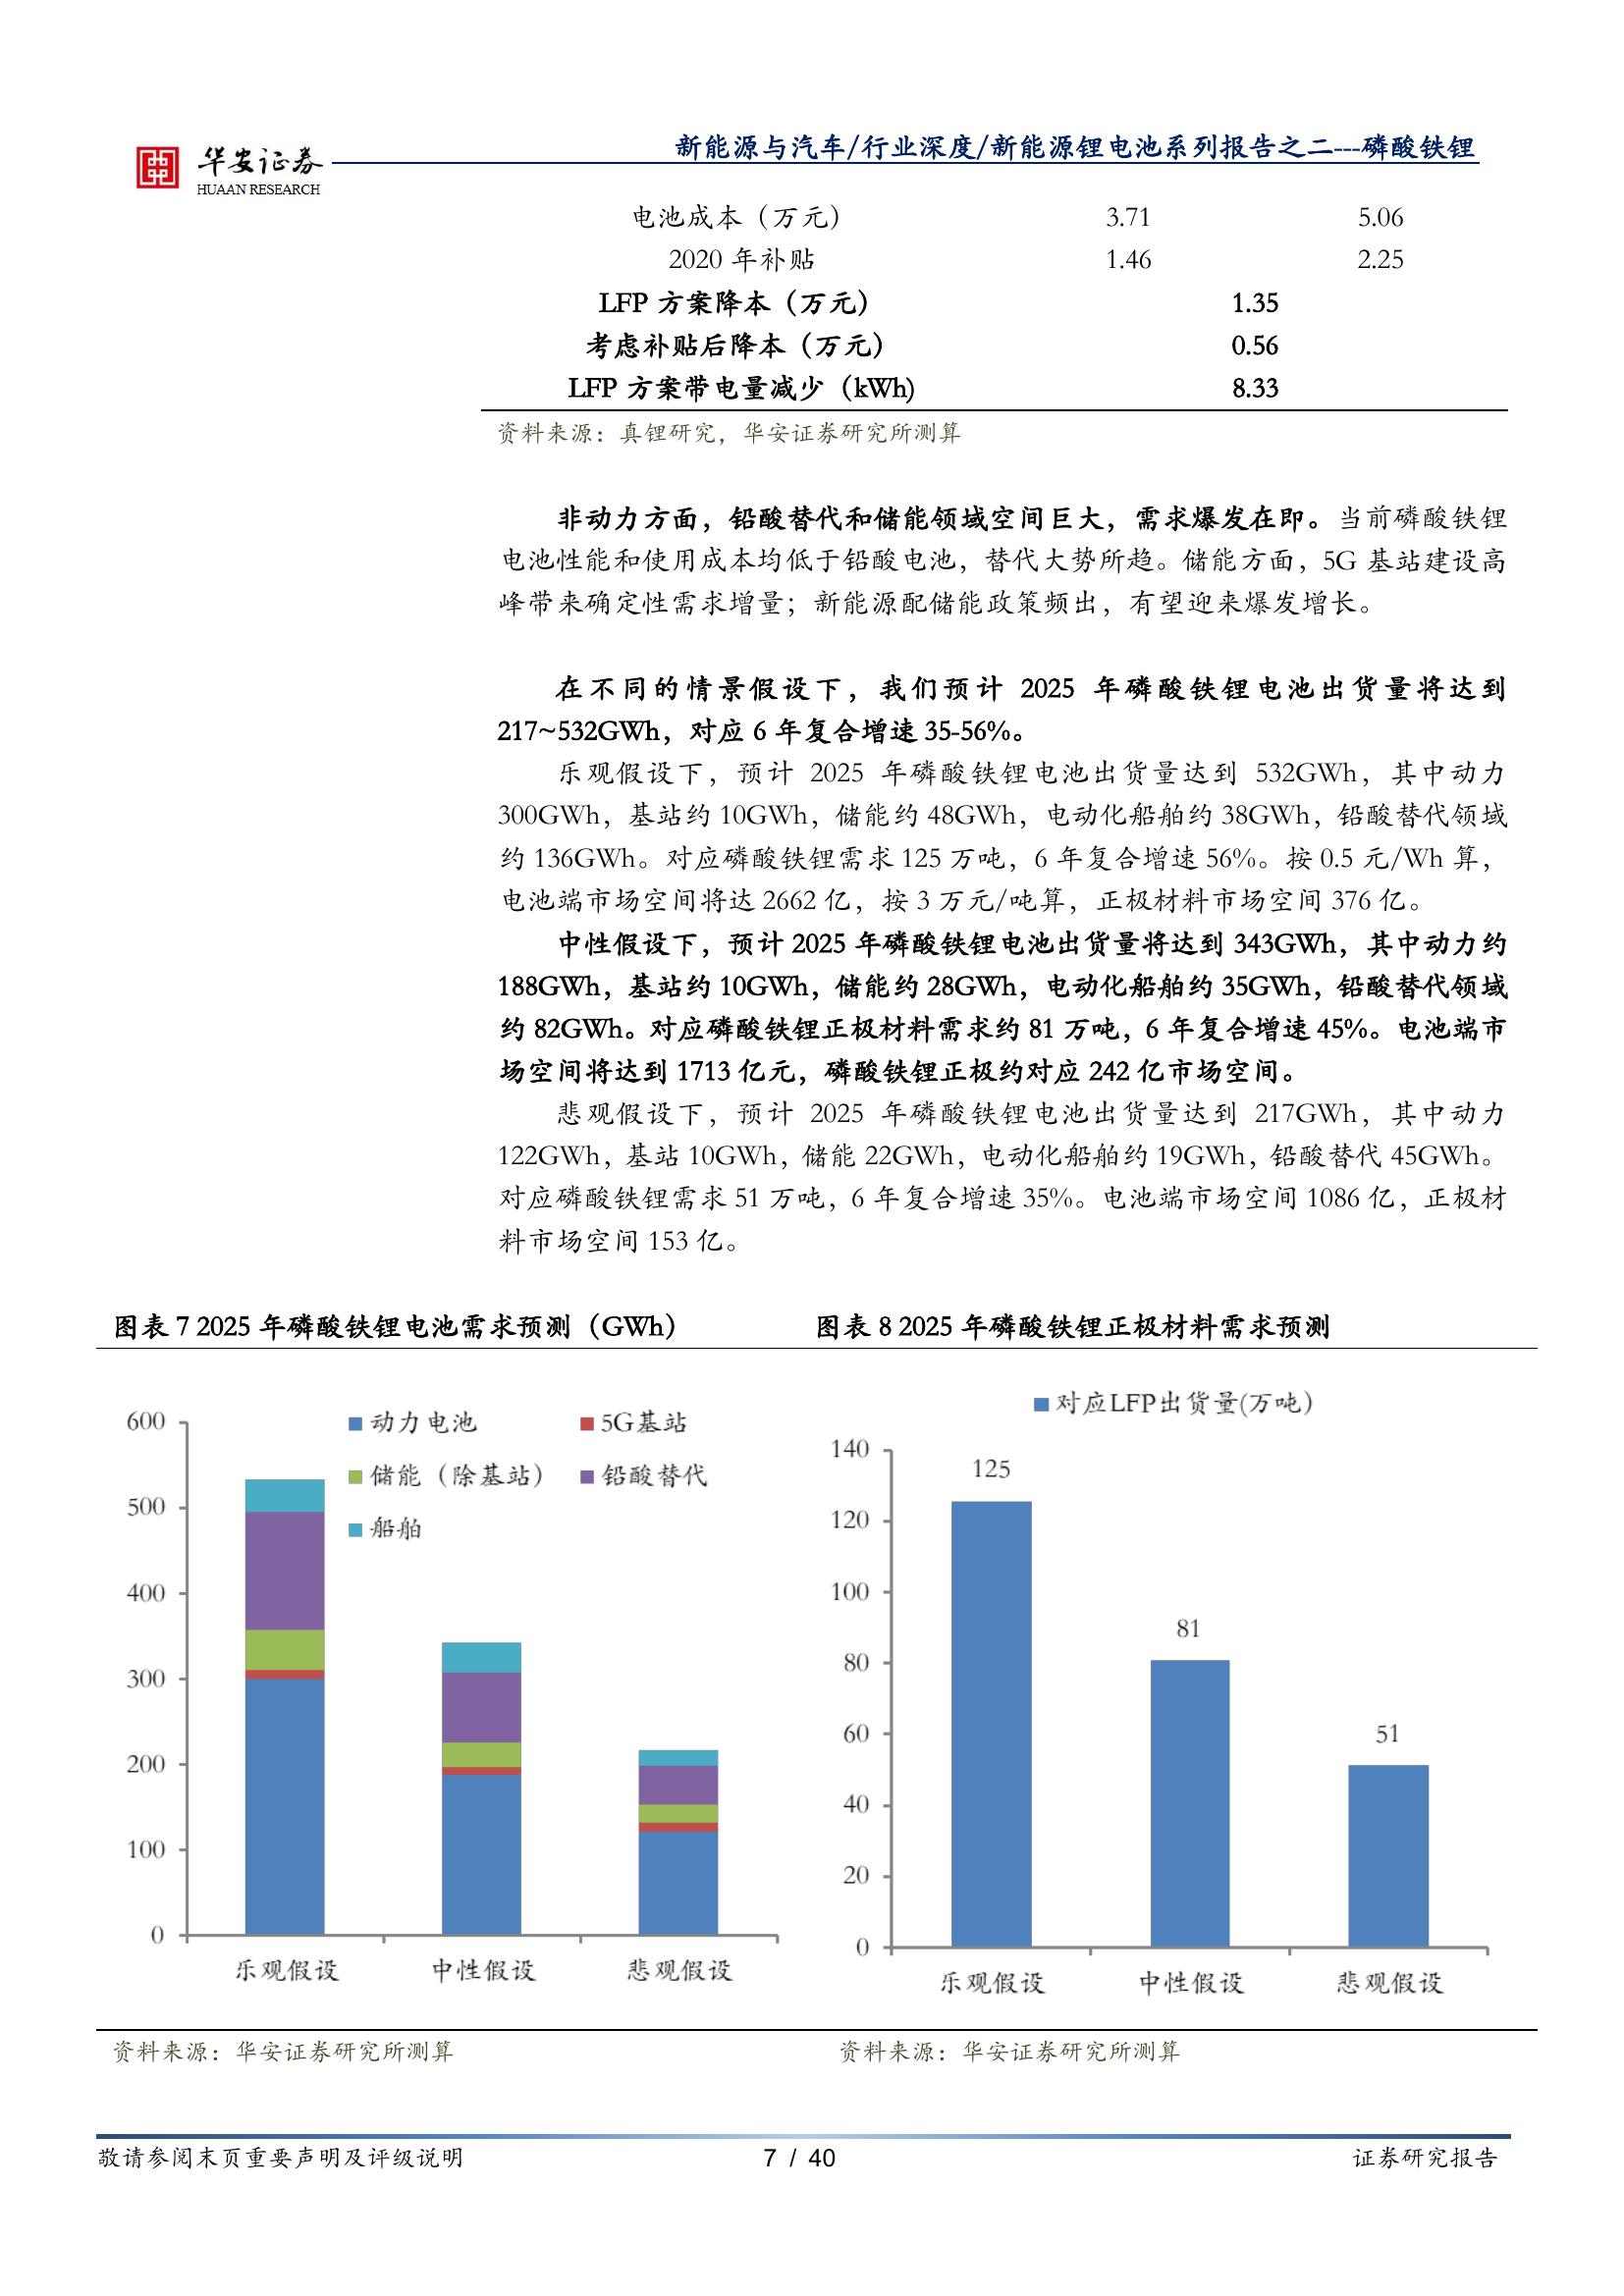 华安证券
HUAAN RESEARCH
新能源与汽车/行业深度/新能源锂电池系列报告之二---磷酸铁锂
电池成本（万元） 3.71 5.06
2020 年补贴 1.46 2.25
LFP 方案降本（万元） 1.35
考虑补贴后降本（万元） 0.56
LFP 方案带电量减少（kWh) 8.33
资料来源：真锂研究，华安证券研究所测算
非动力方面，铅酸替代和储能领域空间巨大，需求爆发在即。当前磷酸铁锂
电池性能和使用成本均低于铅酸电池，替代大势所趋。储能方面，5G 基站建设高
峰带来确定性需求增量；新能源配储能政策频出，有望迎来爆发增长。
在不同的情景假设下，我们预计 2025 年磷酸铁锂电池出货量将达到
217~532GWh，对应 6 年复合增速 35-56%。
乐观假设下，预计 2025 年磷酸铁锂电池出货量达到 532GWh，其中动力
300GWh，基站约 10GWh，储能约 48GWh，电动化船舶约 38GWh，铅酸替代领域
约 136GWh。对应磷酸铁锂需求 125 万吨，6 年复合增速 56%。按 0.5 元/Wh 算，
电池端市场空间将达 2662 亿，按 3 万元/吨算，正极材料市场空间 376 亿。
中性假设下，预计 2025 年磷酸铁锂电池出货量将达到 343GWh，其中动力约
188GWh，基站约 10GWh，储能约 28GWh，电动化船舶约 35GWh，铅酸替代领域
约 82GWh。对应磷酸铁锂正极材料需求约 81 万吨，6 年复合增速 45%。电池端市
场空间将达到 1713 亿元，磷酸铁锂正极约对应 242 亿市场空间。
悲观假设下，预计 2025 年磷酸铁锂电池出货量达到 217GWh，其中动力
122GWh，基站 10GWh，储能 22GWh，电动化船舶约 19GWh，铅酸替代 45GWh。
对应磷酸铁锂需求 51 万吨，6 年复合增速 35%。电池端市场空间 1086 亿，正极材
料市场空间 153 亿。
图表 7 2025 年磷酸铁锂电池需求预测（GWh）
600
500
400
300
200
100
0
动力电池 5G基站
储能（除基站） 铅酸替代
船舶
乐观假设 中性假设 悲观假设
资料来源：华安证券研究所测算
图表 8 2025 年磷酸铁锂正极材料需求预测
对应LFP出货量(万吨）
140
120
100
80
60
40
20
0
125
81
51
乐观假设 中性假设 悲观假设
资料来源：华安证券研究所测算
敬请参阅末页重要声明及评级说明 7 / 40 证券研究报告